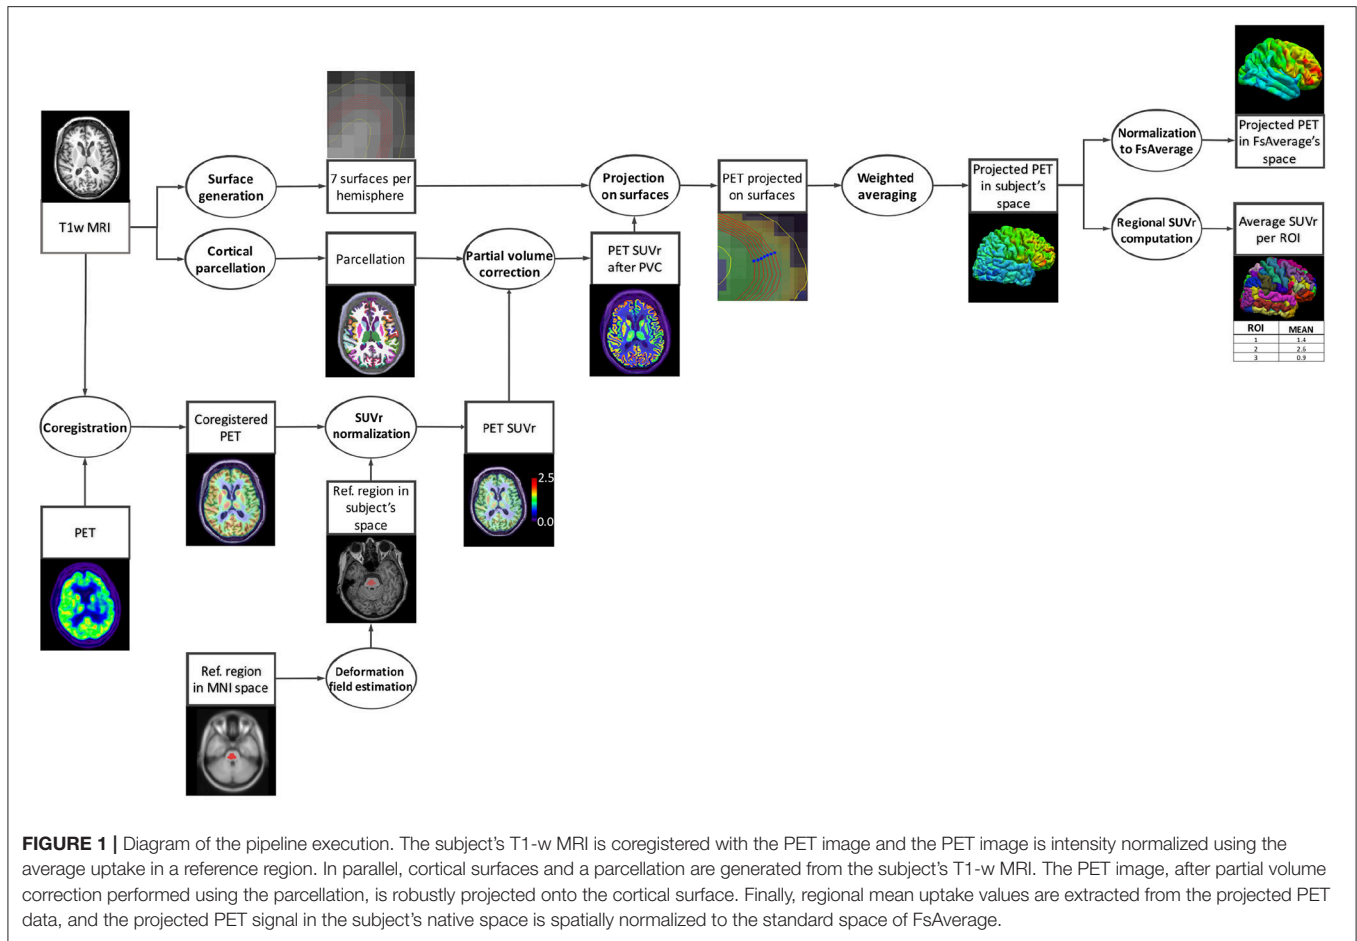 T1w MRI
Surface
generation
7 surfaces per
hemisphere
Cortical
parcellation
Parcellation
Partial volume
correction
PET SUVr
after PVC
Projection
on surfaces
PET projected
on surfaces
Weighted
averaging
Projected PET
in subject's
space
Normalization
to FsAverage
Projected PET
in FsAverage's
space
Regional SUVr
computation
Average SUVr
per ROI
ROI MEAN
1 1.4
2 2.6
3 0.9
Coregistration
Coregistered
PET
SUVr
normalization
PET SUVr
2.5
0.0
PET
Ref. region in
subject's
space
Ref. region
in MNI space
Deformation
field estimation
FIGURE 1 | Diagram of the pipeline execution. The subject's T1-w MRI is coregistered with the PET image and the PET image is intensity normalized using the
average uptake in a reference region. In parallel, cortical surfaces and a parcellation are generated from the subject's T1-w MRI. The PET image, after partial volume
correction performed using the parcellation, is robustly projected onto the cortical surface. Finally, regional mean uptake values are extracted from the projected PET
data, and the projected PET signal in the subject's native space is spatially normalized to the standard space of FsAverage.